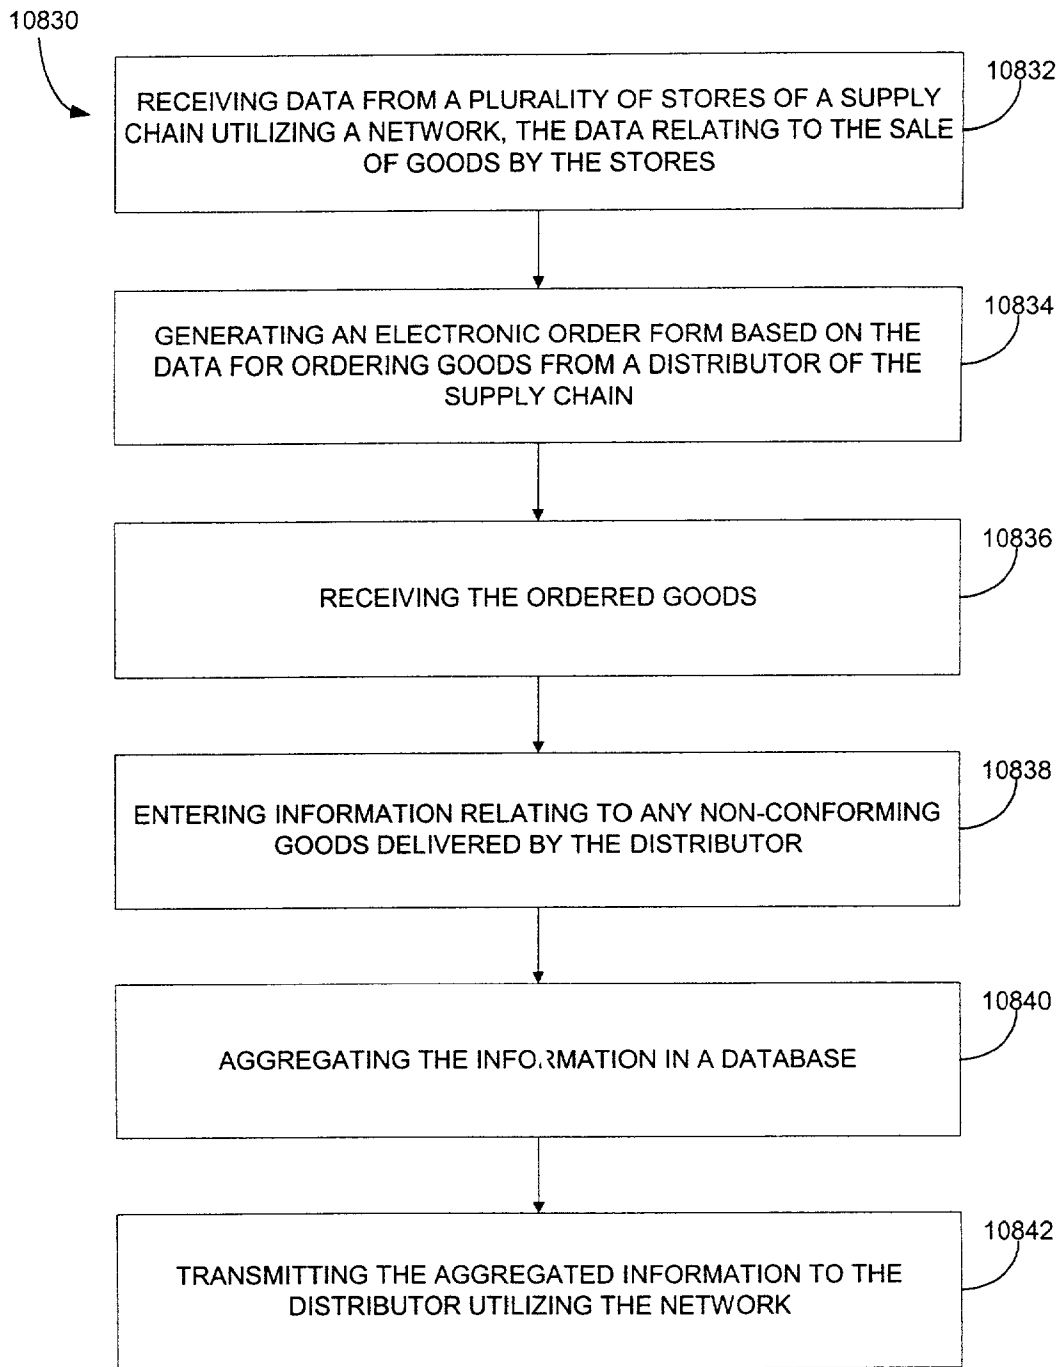 10830
10832
RECEIVING DATA FROM A PLURALITY OF STORES OF A SUPPLY
CHAIN UTILIZING A NETWORK, THE DATA RELATING TO THE SALE
OF GOODS BY THE STORES
10834
GENERATING AN ELECTRONIC ORDER FORM BASED ON THE
DATA FOR ORDERING GOODS FROM A DISTRIBUTOR OF THE
SUPPLY CHAIN
10836
RECEIVING THE ORDERED GOODS
10838
ENTERING INFORMATION RELATING TO ANY NON-CONFORMING
GOODS DELIVERED BY THE DISTRIBUTOR
10840
AGGREGATING THE INFORMATION IN A DATABASE
10842
TRANSMITTING THE AGGREGATED INFORMATION TO THE
DISTRIBUTOR UTILIZING THE NETWORK